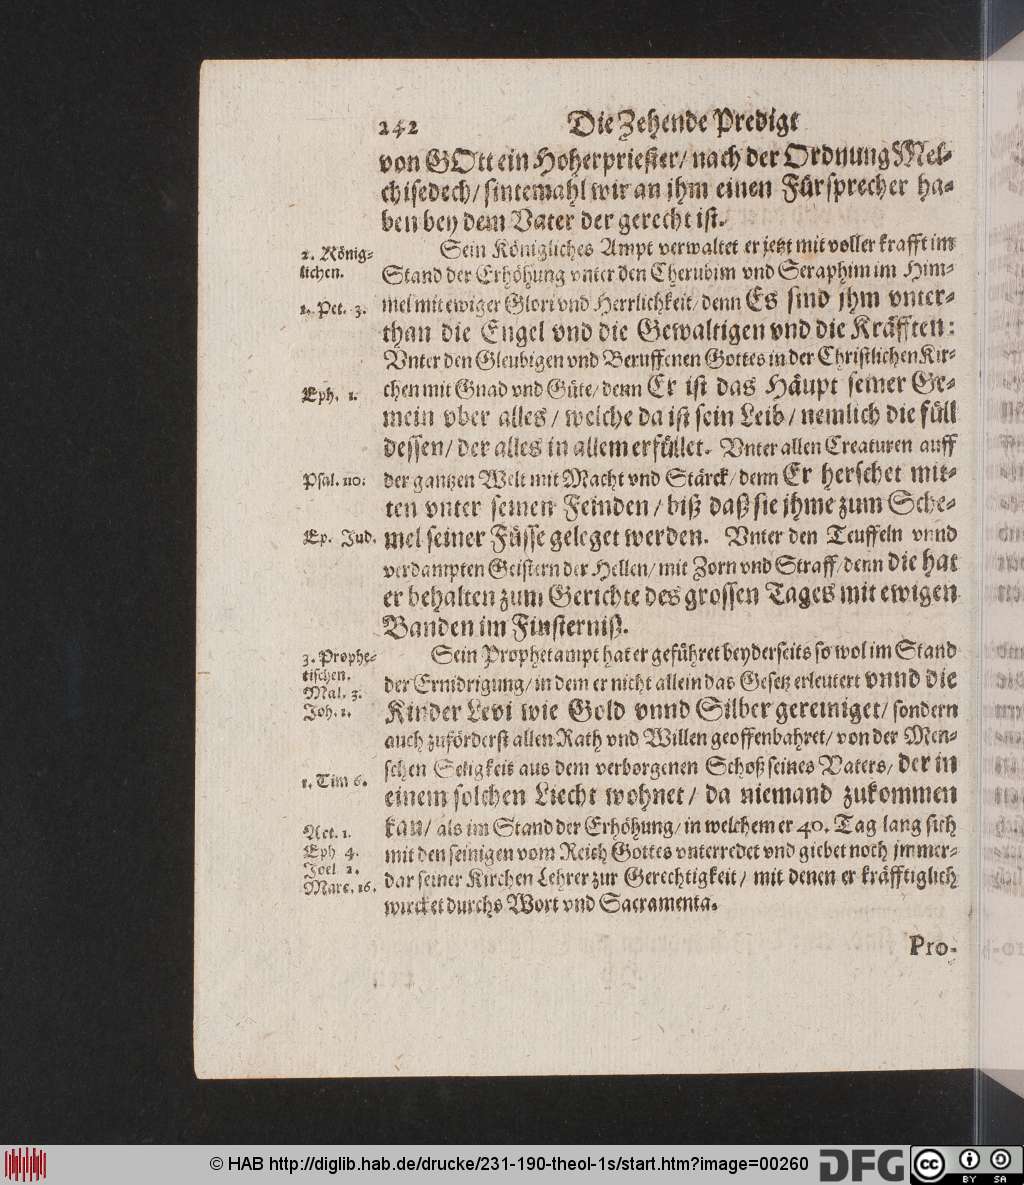 242 Die Zehende Predigt
von GOtt ein Hoherpriester/ nach der Ordnung Mel-
chisedech/ sintemahl wir an jhm einen Fürsprecher ha-
ben bey dem Vater der gerecht ist.
2. König-
lichen.
Sein Königliches Ampt verwaltet er jetzt mit voller krafft im
Stand der Erhöhung vnter den Cherubim vnd Seraphim im Him-
1. Pet. 3.
mel mit ewiger Glori vnd Herrlichkeit/ denn Es sind jhm vnter-
than die Engel vnd die Gewaltigen vnd die Kräfften:
Vnter den Gleubigen vnd Beruffenen Gottes in der Christlichen Kir-
Eph. 1.
chen mit Gnad vnd Güte/ denn Er ist das Häupt seiner Ge-
mein vber alles/ welche da ist sein Leib/ nemlich die füll
dessen/ der alles in allem erfüllet. Vnter allen Creaturen auff
Psal. 110.
der gantzen Welt mit Macht vnd Stärck/ denn Er herschet mit-
ten vnter seinen Feinden/ biß daß sie jhme zum Sche-
Ep. Jud.
mel seiner Füsse geleget werden. Vnter den Teuffeln vnnd
verdampten Geistern der Hellen/ mit Zorn vnd Straff/ denn die hat
er behalten zum Gerichte des grossen Tages mit ewigen
Banden im Finsterniß.
3. Prophe-
tischen.
Mal. 3.
Joh. 1.
Sein Prophetampt hat er geführet beyderseits so wol im Stand
der Ernidrigung/ in dem er nicht allein das Gesetz erleutert vnnd die
Kinder Levi wie Gold vnnd Silber gereiniget/ sondern
auch zuförderst allen Rath vnd Willen geoffenbahret/ von der Men-
schen Seligkeit aus dem verborgenen Schoß seines Vaters/ der in
1. Tim 6.
einem solchen Liecht wohnet/ da niemand zukommen
kan/ als im Stand der Erhöhung/ in welchem er 40. Tag lang sich
Act. 1.
Eph 4.
Joel 2.
Marc. 16.
mit den seinigen vom Reich Gottes vnterredet vnd giebet noch jmmer-
dar seiner Kirchen Lehrer zur Gerechtigkeit/ mit denen er kräfftiglich
wircket durchs Wort vnd Sacramenta.
Pro-
© HAB http://diglib.hab.de/drucke/231-190-theol-1s/start.htm?image=00260
DFG
cc BY SA